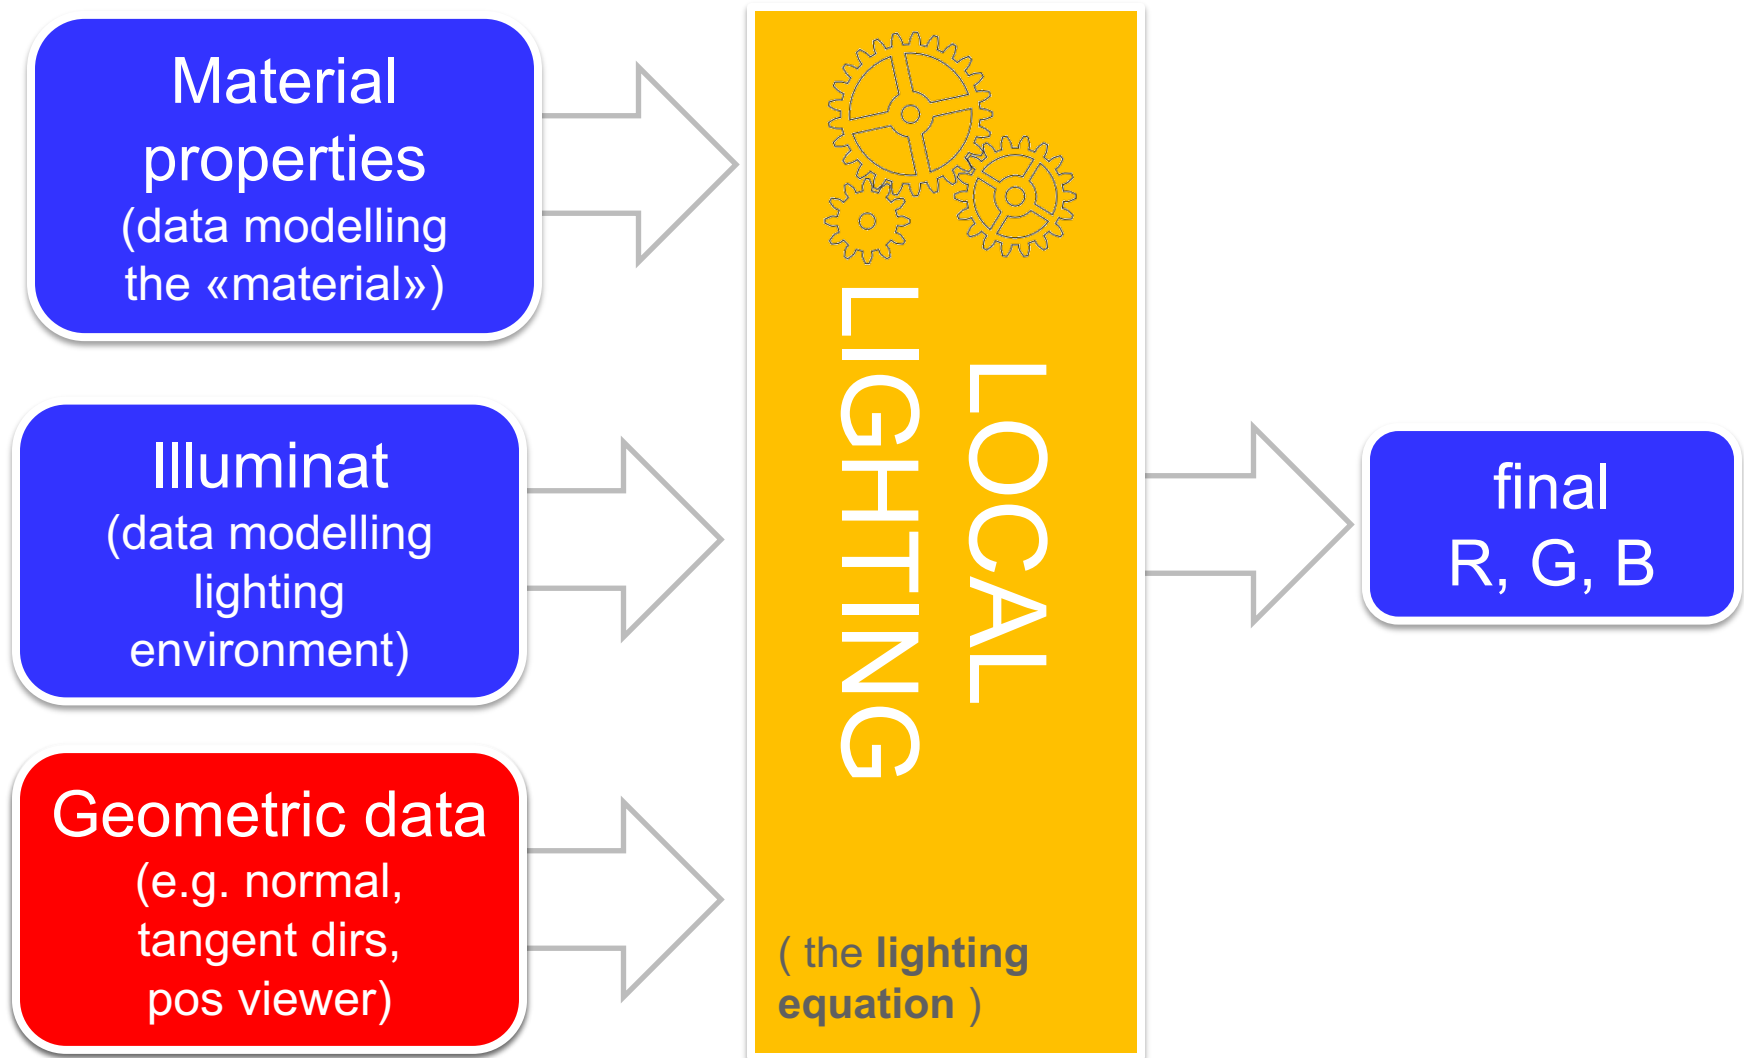 Material
properties
(data modelling
the «material»)
Illuminat
(data modelling
lighting
environment)
Geometric data
(e.g. normal,
tangent dirs,
pos viewer)
LOCAL
LIGHTING
( the lighting
equation )
final
R, G, B